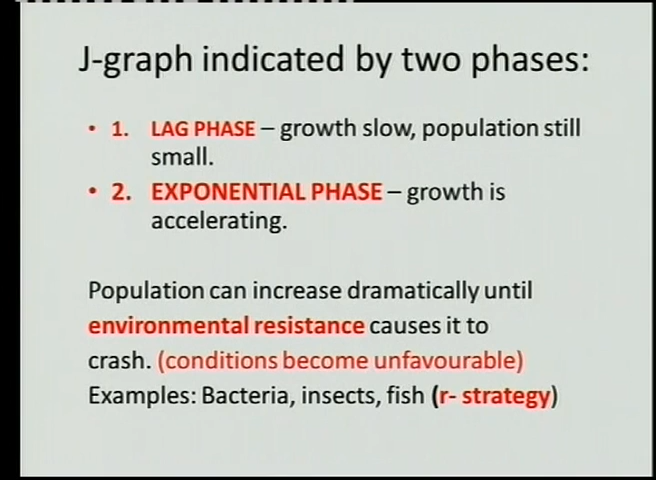 J-graph indicated by two phases:
• 1. LAG PHASE – growth slow, population still
small.
• 2. EXPONENTIAL PHASE – growth is
accelerating.
Population can increase dramatically until
environmental resistance causes it to
crash. (conditions become unfavourable)
Examples: Bacteria, insects, fish (r- strategy)